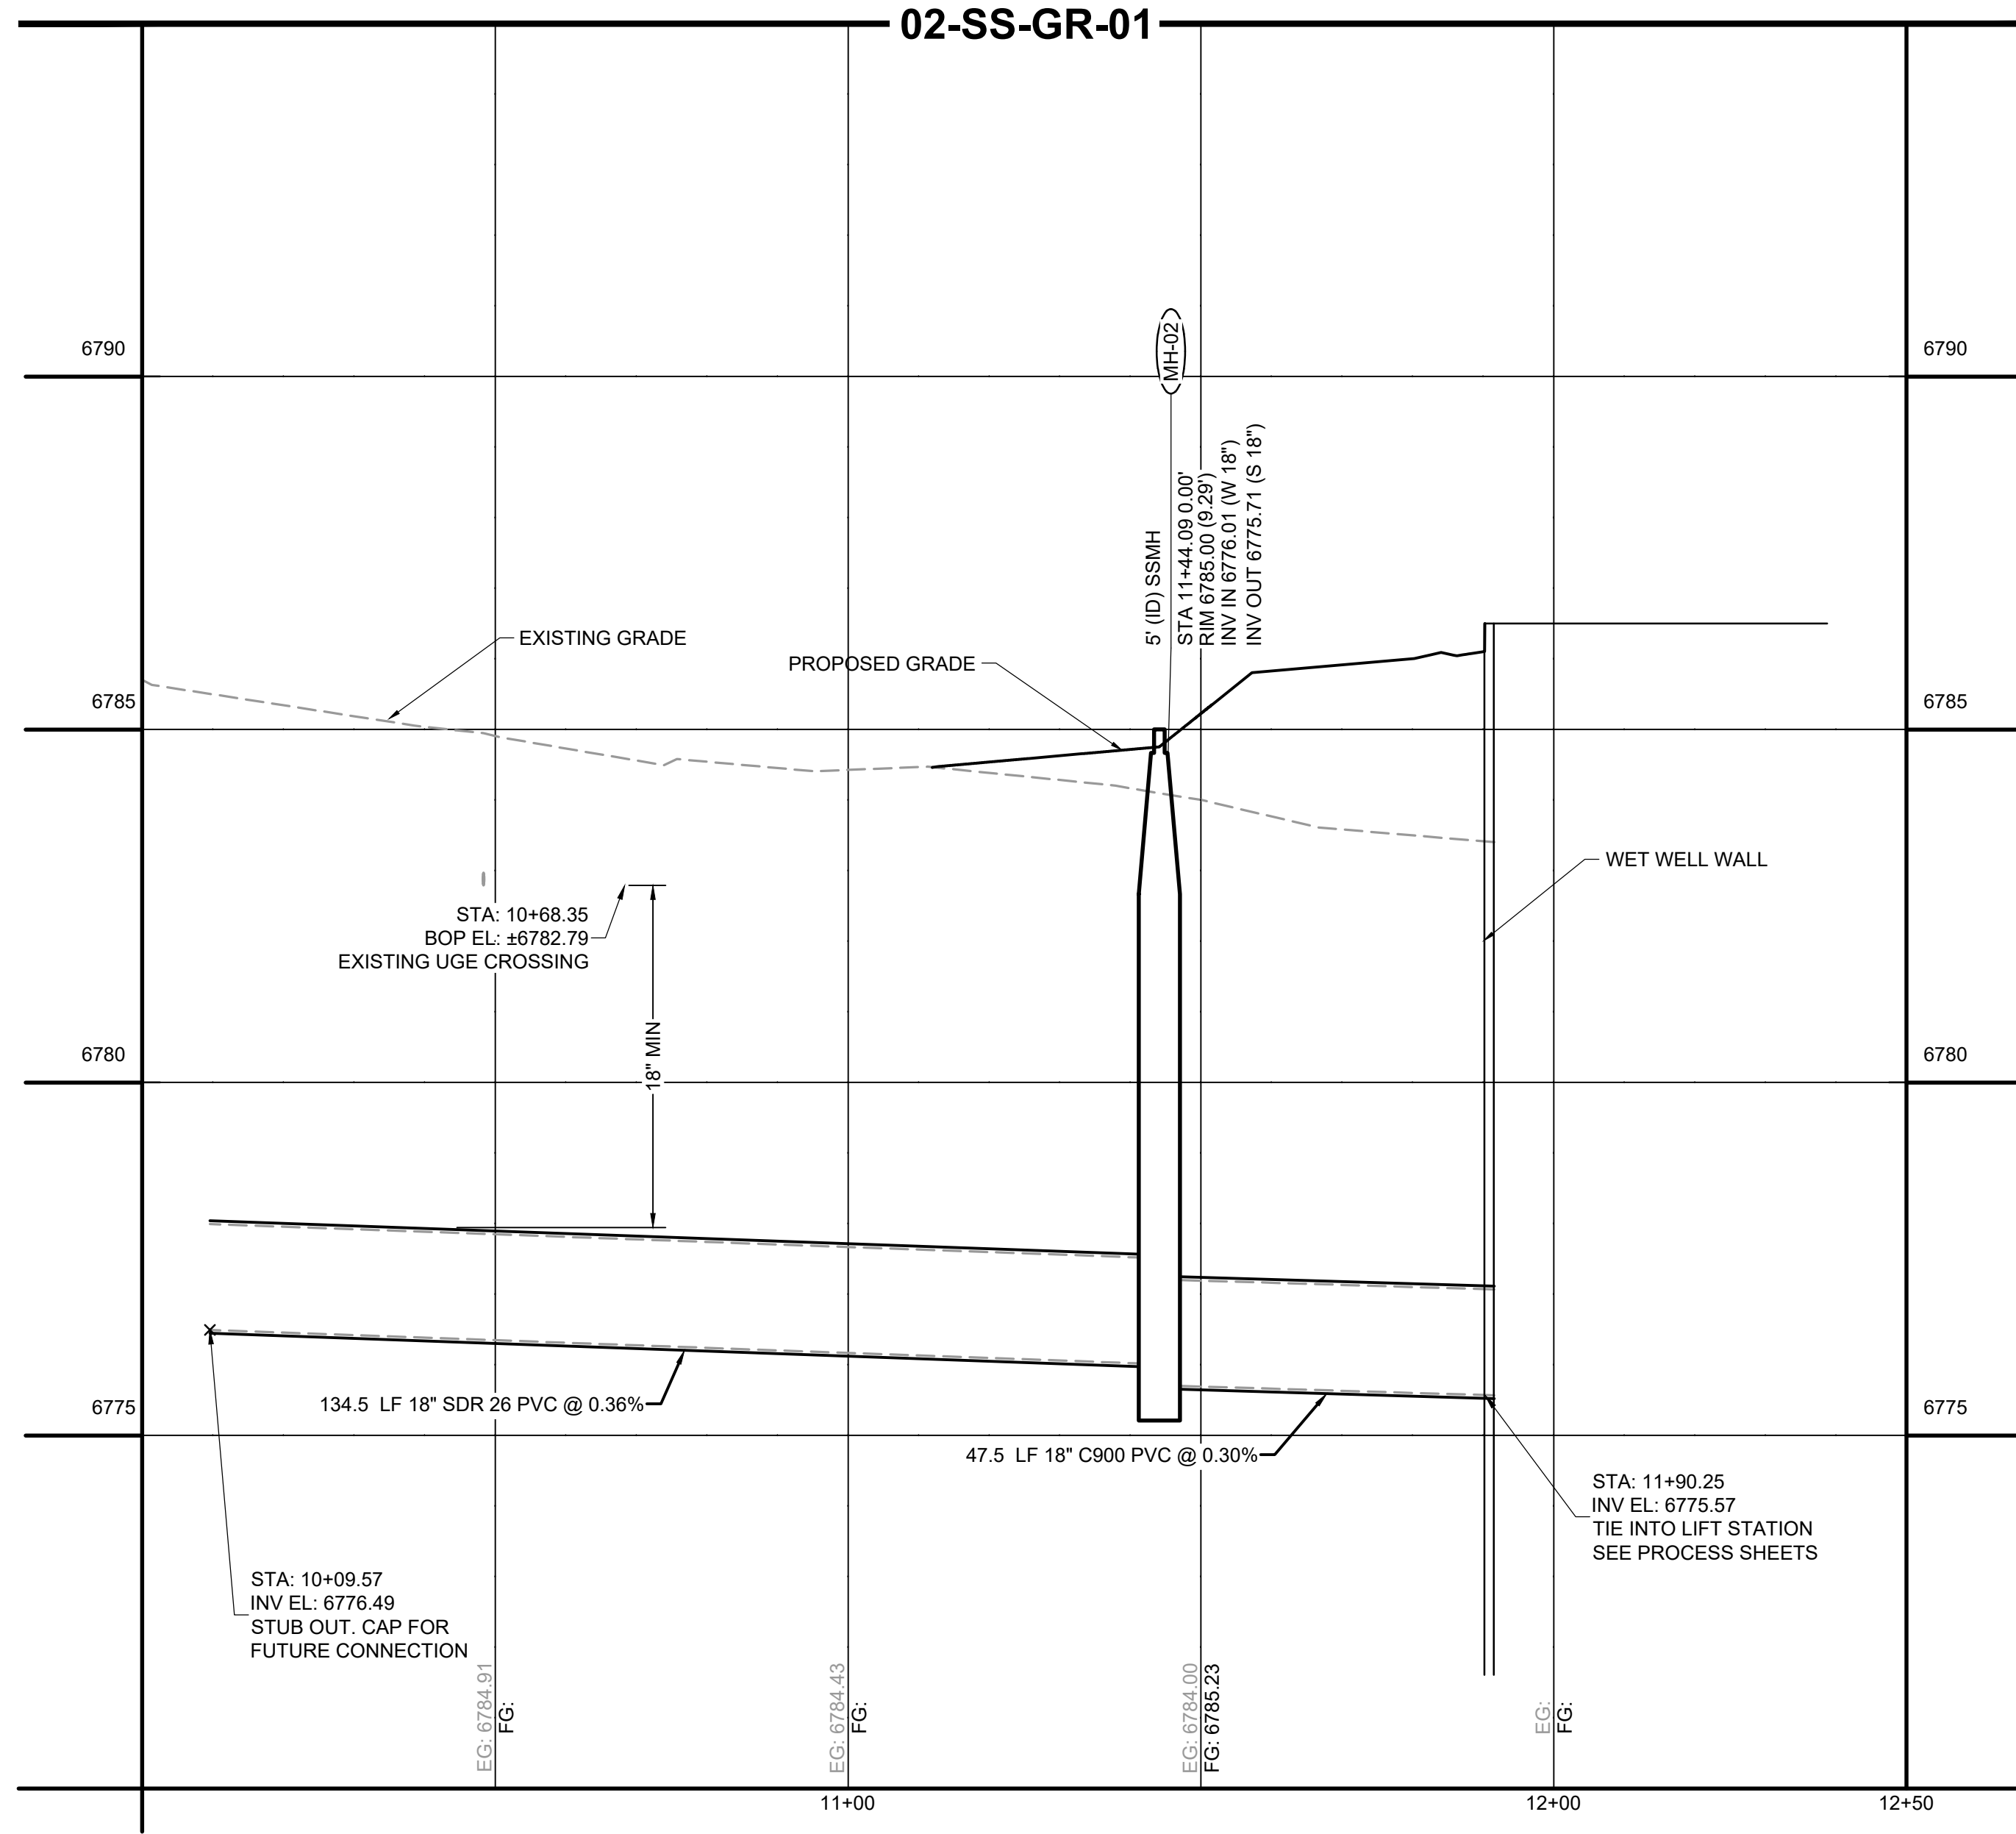 02-SS-GR-01
6790
6790
MH-02
5' (ID) SSMH
STA 11+44.09 0.00'
RIM 6785.00 (9.29')
INV IN 6776.01 (W 18")
INV OUT 6775.71 (S 18")
EXISTING GRADE
PROPOSED GRADE
6785
6785
WET WELL WALL
STA: 10+68.35
BOP EL: ±6782.79
EXISTING UGE CROSSING
18" MIN
6780
6780
134.5 LF 18" SDR 26 PVC @ 0.36%
6775
6775
47.5 LF 18" C900 PVC @ 0.30%
STA: 11+90.25
INV EL: 6775.57
TIE INTO LIFT STATION
SEE PROCESS SHEETS
STA: 10+09.57
INV EL: 6776.49
STUB OUT. CAP FOR
FUTURE CONNECTION
EG: 6784.91
FG:
EG: 6784.43
FG:
EG: 6784.00
FG: 6785.23
EG:
FG:
11+00
12+00
12+50